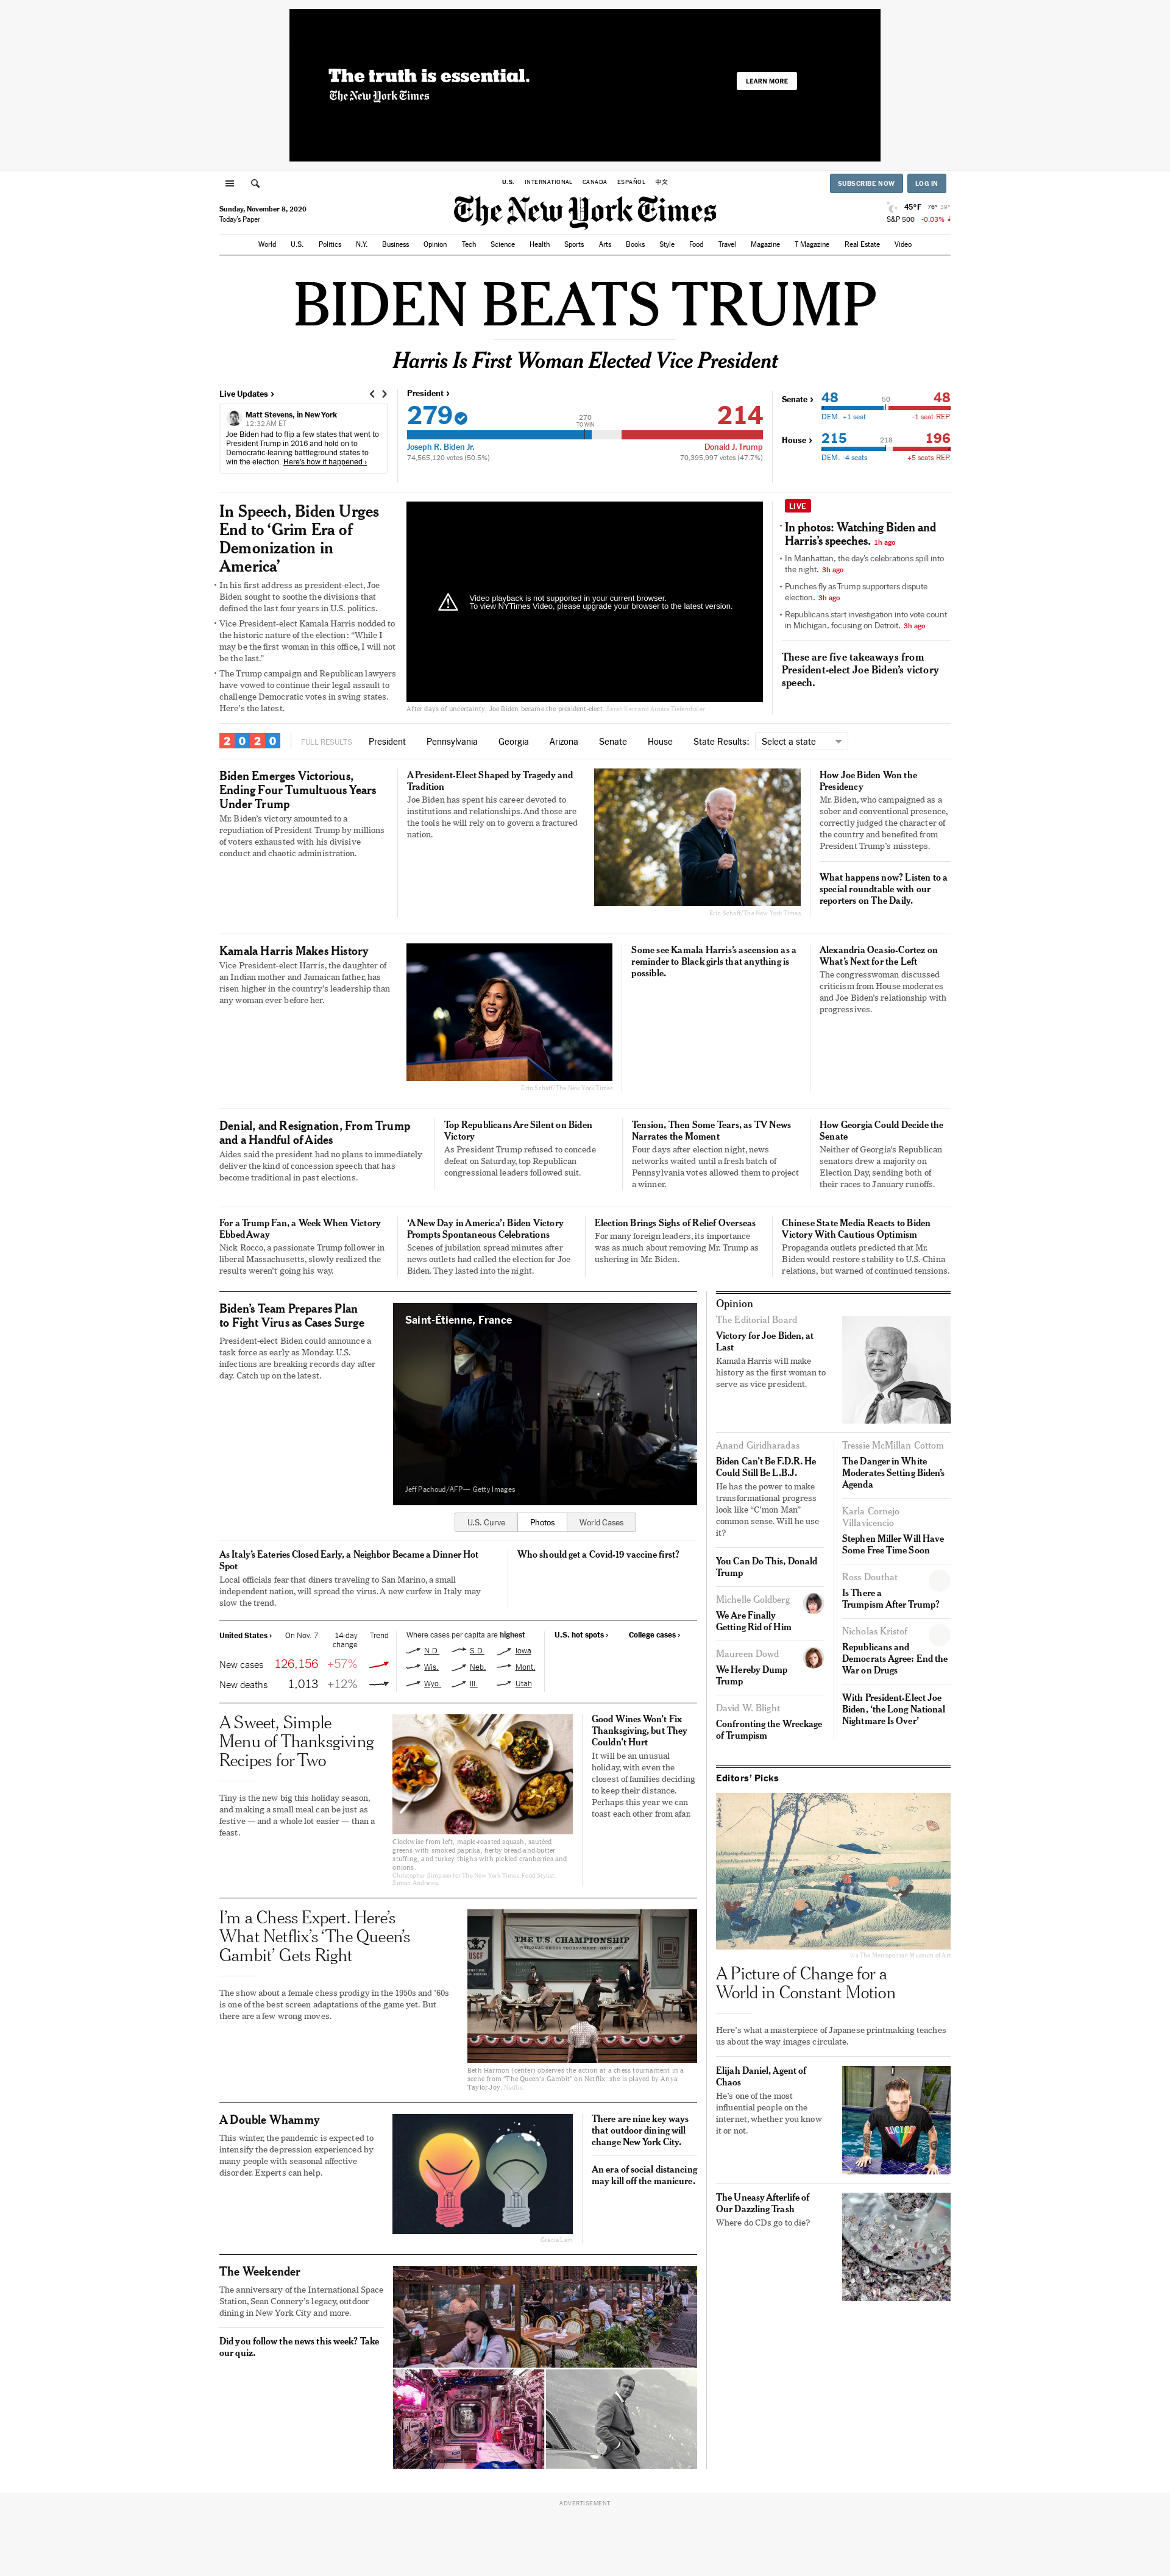 The truth is essential.
The New York Times
LEARN MORE
U.S. INTERNATIONAL CANADA ESPAÑOL 中文
SUBSCRIBE NOW LOG IN
Sunday, November 8, 2020
Today's Paper
The New York Times
45°F 76° 39°
S&P 500 -0.03%
World U.S. Politics N.Y. Business Opinion Tech Science Health Sports Arts Books Style Food Travel Magazine T Magazine Real Estate Video
BIDEN BEATS TRUMP
Harris Is First Woman Elected Vice President
Live Updates ›
Matt Stevens, in New York
12:32 AM ET
Joe Biden had to flip a few states that went to
President Trump in 2016 and hold on to
Democratic-leaning battleground states to
win the election. Here's how it happened ›
President ›
279 214
270
TO WIN
Joseph R. Biden Jr. Donald J. Trump
74,565,120 votes (50.5%) 70,395,997 votes (47.7%)
Senate › 48 50 48
DEM. +1 seat -1 seat REP.
House › 215 218 196
DEM. -4 seats +5 seats REP.
In Speech, Biden Urges
End to ‘Grim Era of
Demonization in
America’
• In his first address as president-elect, Joe
Biden sought to soothe the divisions that
defined the last four years in U.S. politics.
• Vice President-elect Kamala Harris nodded to
the historic nature of the election: “While I
may be the first woman in this office, I will not
be the last.”
• The Trump campaign and Republican lawyers
have vowed to continue their legal assault to
challenge Democratic votes in swing states.
Here's the latest.
Video playback is not supported in your current browser.
To view NYTimes Video, please upgrade your browser to the latest version.
After days of uncertainty, Joe Biden became the president-elect. Sarah Kerr and Ainara Tiefenthäler
LIVE
• In photos: Watching Biden and
Harris's speeches. 1h ago
• In Manhattan, the day's celebrations spill into
the night. 3h ago
• Punches fly as Trump supporters dispute
election. 3h ago
• Republicans start investigation into vote count
in Michigan, focusing on Detroit. 3h ago
These are five takeaways from
President-elect Joe Biden's victory
speech.
2020 FULL RESULTS President Pennsylvania Georgia Arizona Senate House State Results: Select a state
Biden Emerges Victorious,
Ending Four Tumultuous Years
Under Trump
Mr. Biden's victory amounted to a
repudiation of President Trump by millions
of voters exhausted with his divisive
conduct and chaotic administration.
A President-Elect Shaped by Tragedy and
Tradition
Joe Biden has spent his career devoted to
institutions and relationships. And those are
the tools he will rely on to govern a fractured
nation.
Erin Schaff/The New York Times
How Joe Biden Won the
Presidency
Mr. Biden, who campaigned as a
sober and conventional presence,
correctly judged the character of
the country and benefited from
President Trump's missteps.
What happens now? Listen to a
special roundtable with our
reporters on The Daily.
Kamala Harris Makes History
Vice President-elect Harris, the daughter of
an Indian mother and Jamaican father, has
risen higher in the country's leadership than
any woman ever before her.
Erin Schaff/The New York Times
Some see Kamala Harris's ascension as a
reminder to Black girls that anything is
possible.
Alexandria Ocasio-Cortez on
What's Next for the Left
The congresswoman discussed
criticism from House moderates
and Joe Biden's relationship with
progressives.
Denial, and Resignation, From Trump
and a Handful of Aides
Aides said the president had no plans to immediately
deliver the kind of concession speech that has
become traditional in past elections.
Top Republicans Are Silent on Biden
Victory
As President Trump refused to concede
defeat on Saturday, top Republican
congressional leaders followed suit.
Tension, Then Some Tears, as TV News
Narrates the Moment
Four days after election night, news
networks waited until a fresh batch of
Pennsylvania votes allowed them to project
a winner.
How Georgia Could Decide the
Senate
Neither of Georgia's Republican
senators drew a majority on
Election Day, sending both of
their races to January runoffs.
For a Trump Fan, a Week When Victory
Ebbed Away
Nick Rocco, a passionate Trump follower in
liberal Massachusetts, slowly realized the
results weren't going his way.
‘A New Day in America’: Biden Victory
Prompts Spontaneous Celebrations
Scenes of jubilation spread minutes after
news outlets had called the election for Joe
Biden. They lasted into the night.
Election Brings Sighs of Relief Overseas
For many foreign leaders, its importance
was as much about removing Mr. Trump as
ushering in Mr. Biden.
Chinese State Media Reacts to Biden
Victory With Cautious Optimism
Propaganda outlets predicted that Mr.
Biden would restore stability to U.S.-China
relations, but warned of continued tensions.
Biden's Team Prepares Plan
to Fight Virus as Cases Surge
President-elect Biden could announce a
task force as early as Monday. U.S.
infections are breaking records day after
day. Catch up on the latest.
Saint-Étienne, France
Jeff Pachoud/AFP— Getty Images
U.S. Curve Photos World Cases
As Italy's Eateries Closed Early, a Neighbor Became a Dinner Hot
Spot
Local officials fear that diners traveling to San Marino, a small
independent nation, will spread the virus. A new curfew in Italy may
slow the trend.
Who should get a Covid-19 vaccine first?
United States › On Nov. 7 14-day
change Trend
New cases 126,156 +57%
New deaths 1,013 +12%
Where cases per capita are highest
N.D. S.D. Iowa
Wis. Neb. Mont.
Wyo. Ill. Utah
U.S. hot spots › College cases ›
A Sweet, Simple
Menu of Thanksgiving
Recipes for Two
Tiny is the new big this holiday season,
and making a small meal can be just as
festive — and a whole lot easier — than a
feast.
Clockwise from left, maple-roasted squash, sautéed
greens with smoked paprika, herby bread-and-butter
stuffing, and turkey thighs with pickled cranberries and
onions.
Christopher Simpson for The New York Times. Food Stylist:
Simon Andrews.
Good Wines Won't Fix
Thanksgiving, but They
Couldn't Hurt
It will be an unusual
holiday, with even the
closest of families deciding
to keep their distance.
Perhaps this year we can
toast each other from afar.
I'm a Chess Expert. Here's
What Netflix's ‘The Queen's
Gambit’ Gets Right
The show about a female chess prodigy in the 1950s and '60s
is one of the best screen adaptations of the game yet. But
there are a few wrong moves.
THE U.S. CHAMPIONSHIP
NATIONAL CHESS TOURNAMENT
USCF
Beth Harmon (center) observes the action at a chess tournament in a
scene from “The Queen's Gambit” on Netflix; she is played by Anya
Taylor-Joy. Netflix
A Double Whammy
This winter, the pandemic is expected to
intensify the depression experienced by
many people with seasonal affective
disorder. Experts can help.
Gracia Lam
There are nine key ways
that outdoor dining will
change New York City.
An era of social distancing
may kill off the manicure.
The Weekender
The anniversary of the International Space
Station, Sean Connery's legacy, outdoor
dining in New York City and more.
Did you follow the news this week? Take
our quiz.
Opinion
The Editorial Board
Victory for Joe Biden, at
Last
Kamala Harris will make
history as the first woman to
serve as vice president.
Anand Giridharadas
Biden Can't Be F.D.R. He
Could Still Be L.B.J.
He has the power to make
transformational progress
look like “C'mon Man”
common sense. Will he use
it?
You Can Do This, Donald
Trump
Michelle Goldberg
We Are Finally
Getting Rid of Him
Maureen Dowd
We Hereby Dump
Trump
David W. Blight
Confronting the Wreckage
of Trumpism
Tressie McMillan Cottom
The Danger in White
Moderates Setting Biden's
Agenda
Karla Cornejo
Villavicencio
Stephen Miller Will Have
Some Free Time Soon
Ross Douthat
Is There a
Trumpism After Trump?
Nicholas Kristof
Republicans and
Democrats Agree: End the
War on Drugs
With President-Elect Joe
Biden, ‘the Long National
Nightmare Is Over’
Editors' Picks
via The Metropolitan Museum of Art
A Picture of Change for a
World in Constant Motion
Here's what a masterpiece of Japanese printmaking teaches
us about the way images circulate.
Elijah Daniel, Agent of
Chaos
He's one of the most
influential people on the
internet, whether you know
it or not.
The Uneasy Afterlife of
Our Dazzling Trash
Where do CDs go to die?
ADVERTISEMENT